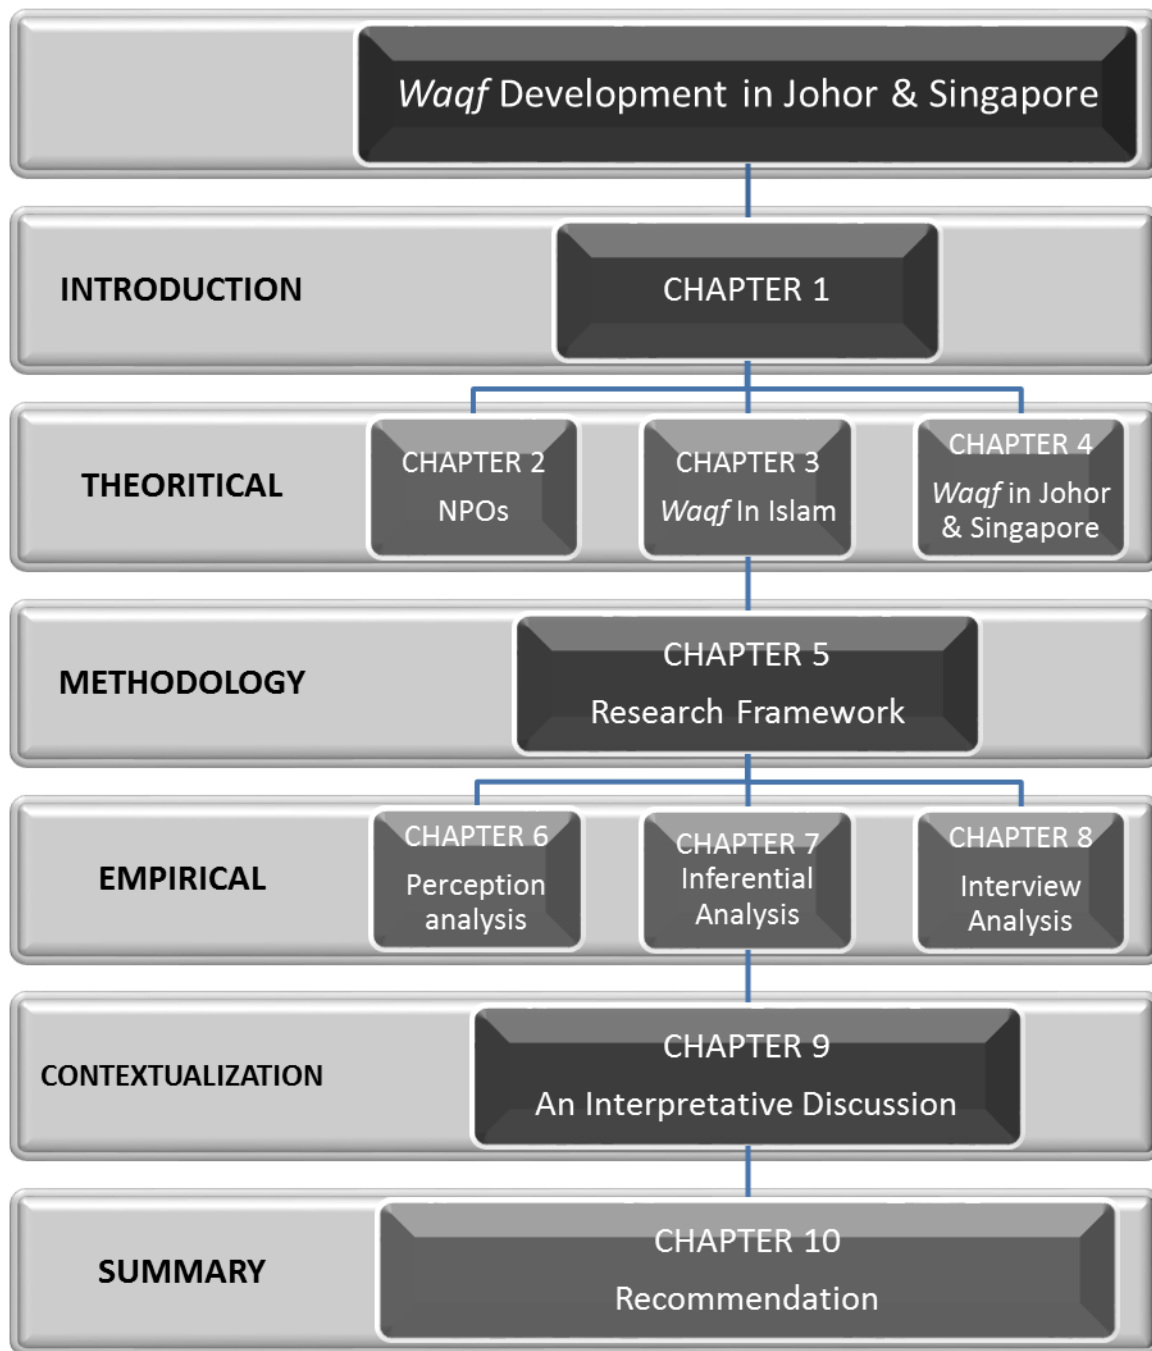 Waqf Development in Johor & Singapore
INTRODUCTION
CHAPTER 1
THEORITICAL
CHAPTER 2
NPOs
CHAPTER 3
Waqf In Islam
CHAPTER 4
Waqf in Johor
& Singapore
METHODOLOGY
CHAPTER 5
Research Framework
EMPIRICAL
CHAPTER 6
Perception
analysis
CHAPTER 7
Inferential
Analysis
CHAPTER 8
Interview
Analysis
CONTEXTUALIZATION
CHAPTER 9
An Interpretative Discussion
SUMMARY
CHAPTER 10
Recommendation